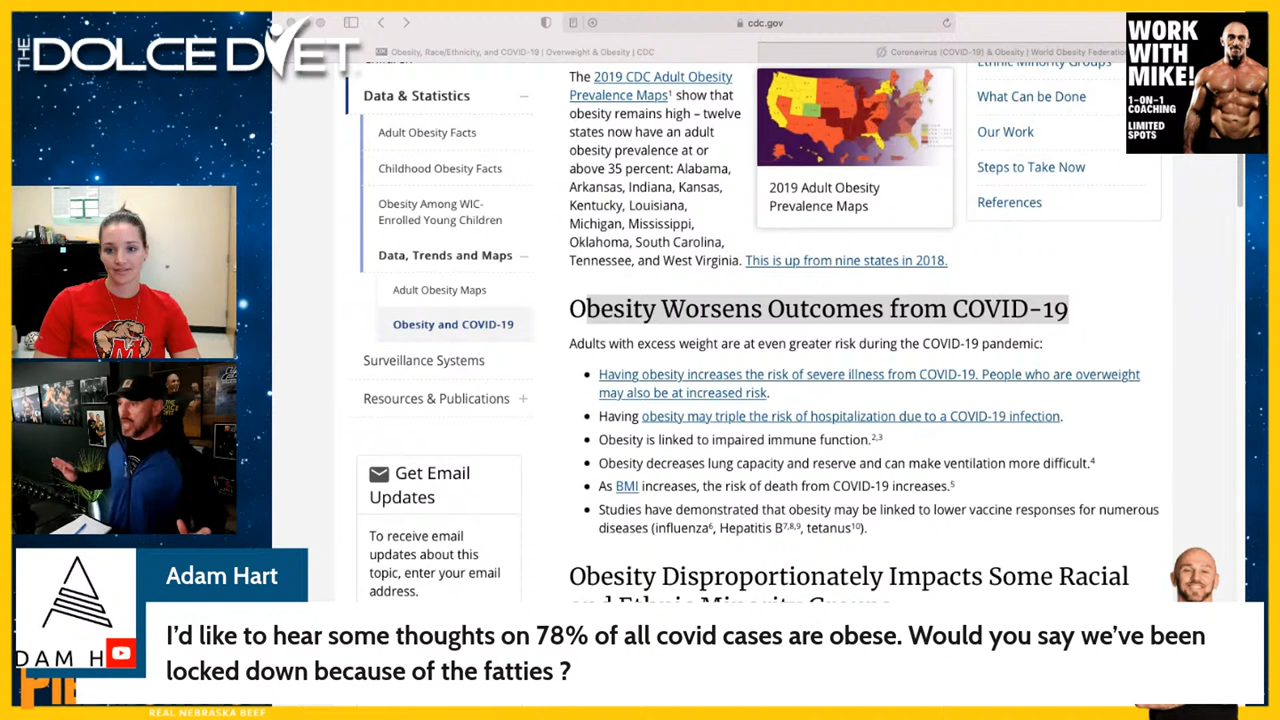 THE DOLCE DIET
cdc.gov
Obesity, Race/Ethnicity, and COVID-19 | Overweight & Obesity | CDC
Coronavirus (COVID-19) & Obesity | World Obesity Federation
WORK
WITH
MIKE!
1-ON-1
COACHING
LIMITED
SPOTS
Data & Statistics
Adult Obesity Facts
Childhood Obesity Facts
Obesity Among WIC-
Enrolled Young Children
Data, Trends and Maps
Adult Obesity Maps
Obesity and COVID-19
Surveillance Systems
Resources & Publications
Get Email
Updates
To receive email
updates about this
topic, enter your email
address.
The 2019 CDC Adult Obesity
Prevalence Maps¹ show that
obesity remains high – twelve
states now have an adult
obesity prevalence at or
above 35 percent: Alabama,
Arkansas, Indiana, Kansas,
Kentucky, Louisiana,
Michigan, Mississippi,
Oklahoma, South Carolina,
Tennessee, and West Virginia. This is up from nine states in 2018.
2019 Adult Obesity
Prevalence Maps
Ethnic Minority Groups
What Can be Done
Our Work
Steps to Take Now
References
Obesity Worsens Outcomes from COVID-19
Adults with excess weight are at even greater risk during the COVID-19 pandemic:
Having obesity increases the risk of severe illness from COVID-19. People who are overweight
may also be at increased risk.
Having obesity may triple the risk of hospitalization due to a COVID-19 infection.
Obesity is linked to impaired immune function.²,³
Obesity decreases lung capacity and reserve and can make ventilation more difficult.⁴
As BMI increases, the risk of death from COVID-19 increases.⁵
Studies have demonstrated that obesity may be linked to lower vaccine responses for numerous
diseases (influenza⁶, Hepatitis B⁷,⁸,⁹, tetanus¹⁰).
Obesity Disproportionately Impacts Some Racial
and Ethnic Minority Groups
M
DAM H
Adam Hart
I'd like to hear some thoughts on 78% of all covid cases are obese. Would you say we've been
locked down because of the fatties ?
REAL NEBRASKA BEEF